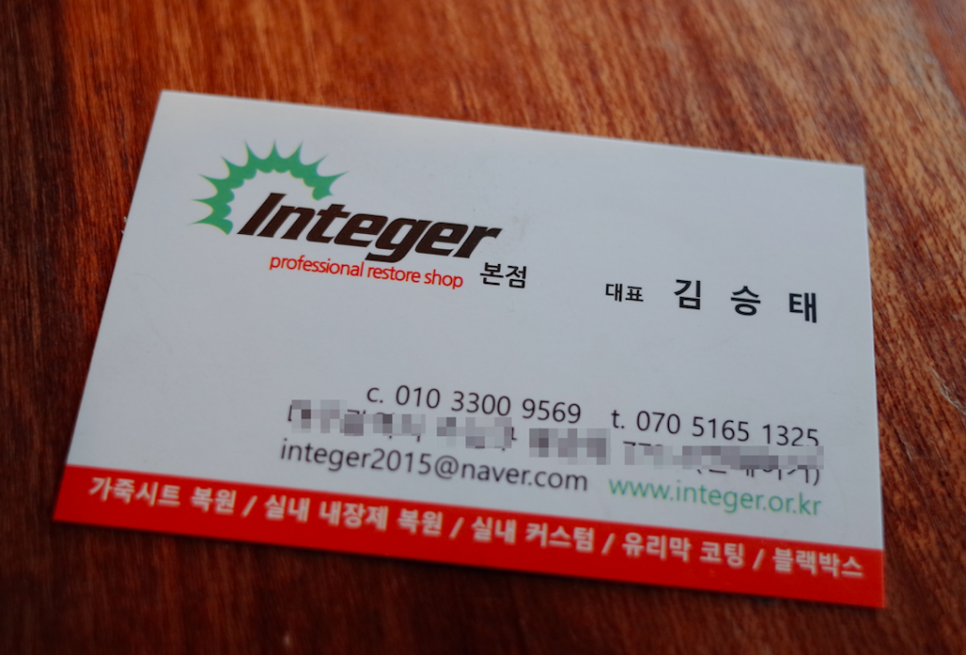 Integer
professional restore shop 본점
대표 김 승 태
c. 010 3300 9569 t. 070 5165 1325
integer2015@naver.com www.integer.or.kr
가죽시트 복원 / 실내 내장제 복원 / 실내 커스텀 / 유리막 코팅 / 블랙박스